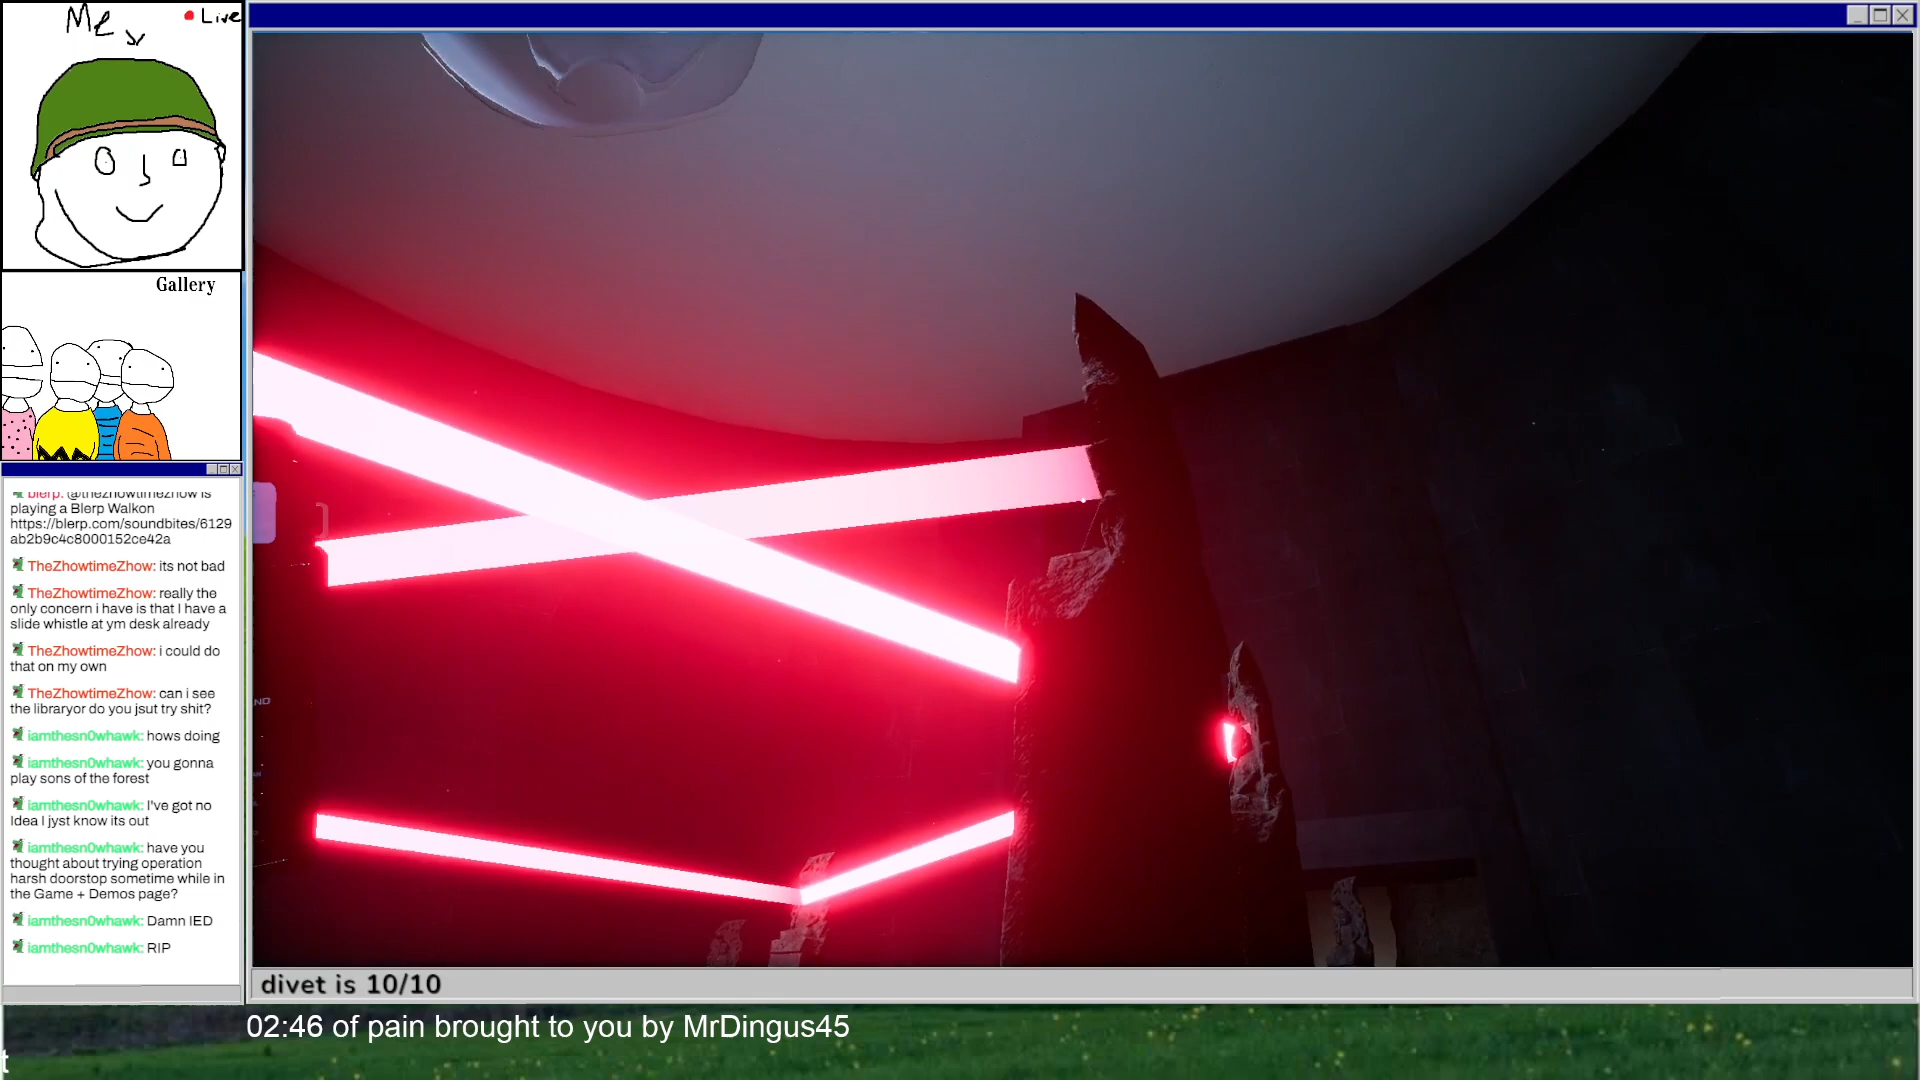 Me
Live
Gallery
blerp: @thezhowtimezhow is
playing a Blerp Walkon
https://blerp.com/soundbites/6129
ab2b9c4c8000152ce42a
TheZhowtimeZhow: its not bad
TheZhowtimeZhow: really the
only concern i have is that I have a
slide whistle at ym desk already
TheZhowtimeZhow: i could do
that on my own
TheZhowtimeZhow: can i see
the libraryor do you jsut try shit?
iamthesn0whawk: hows doing
iamthesn0whawk: you gonna
play sons of the forest
iamthesn0whawk: I've got no
Idea I jyst know its out
iamthesn0whawk: have you
thought about trying operation
harsh doorstop sometime while in
the Game + Demos page?
iamthesn0whawk: Damn IED
iamthesn0whawk: RIP
divet is 10/10
02:46 of pain brought to you by MrDingus45
t